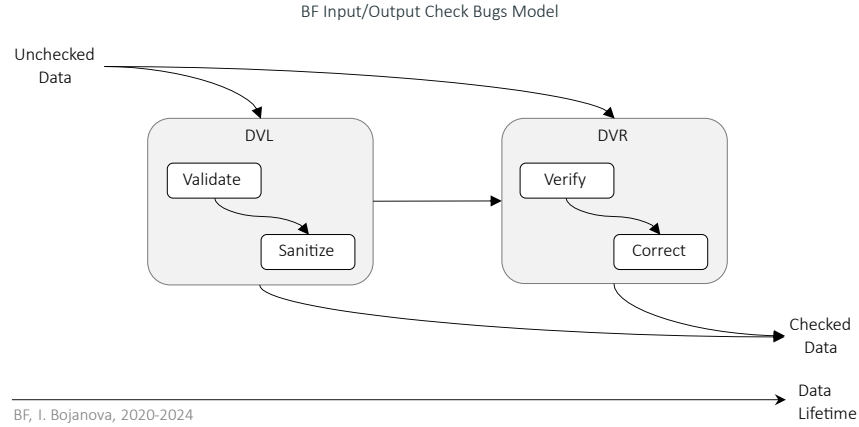 BF Input/Output Check Bugs Model
Unchecked
Data
DVL
DVR
Validate
Verify
Sanitize
Correct
Checked
Data
Data
Lifetime
BF, I. Bojanova, 2020-2024